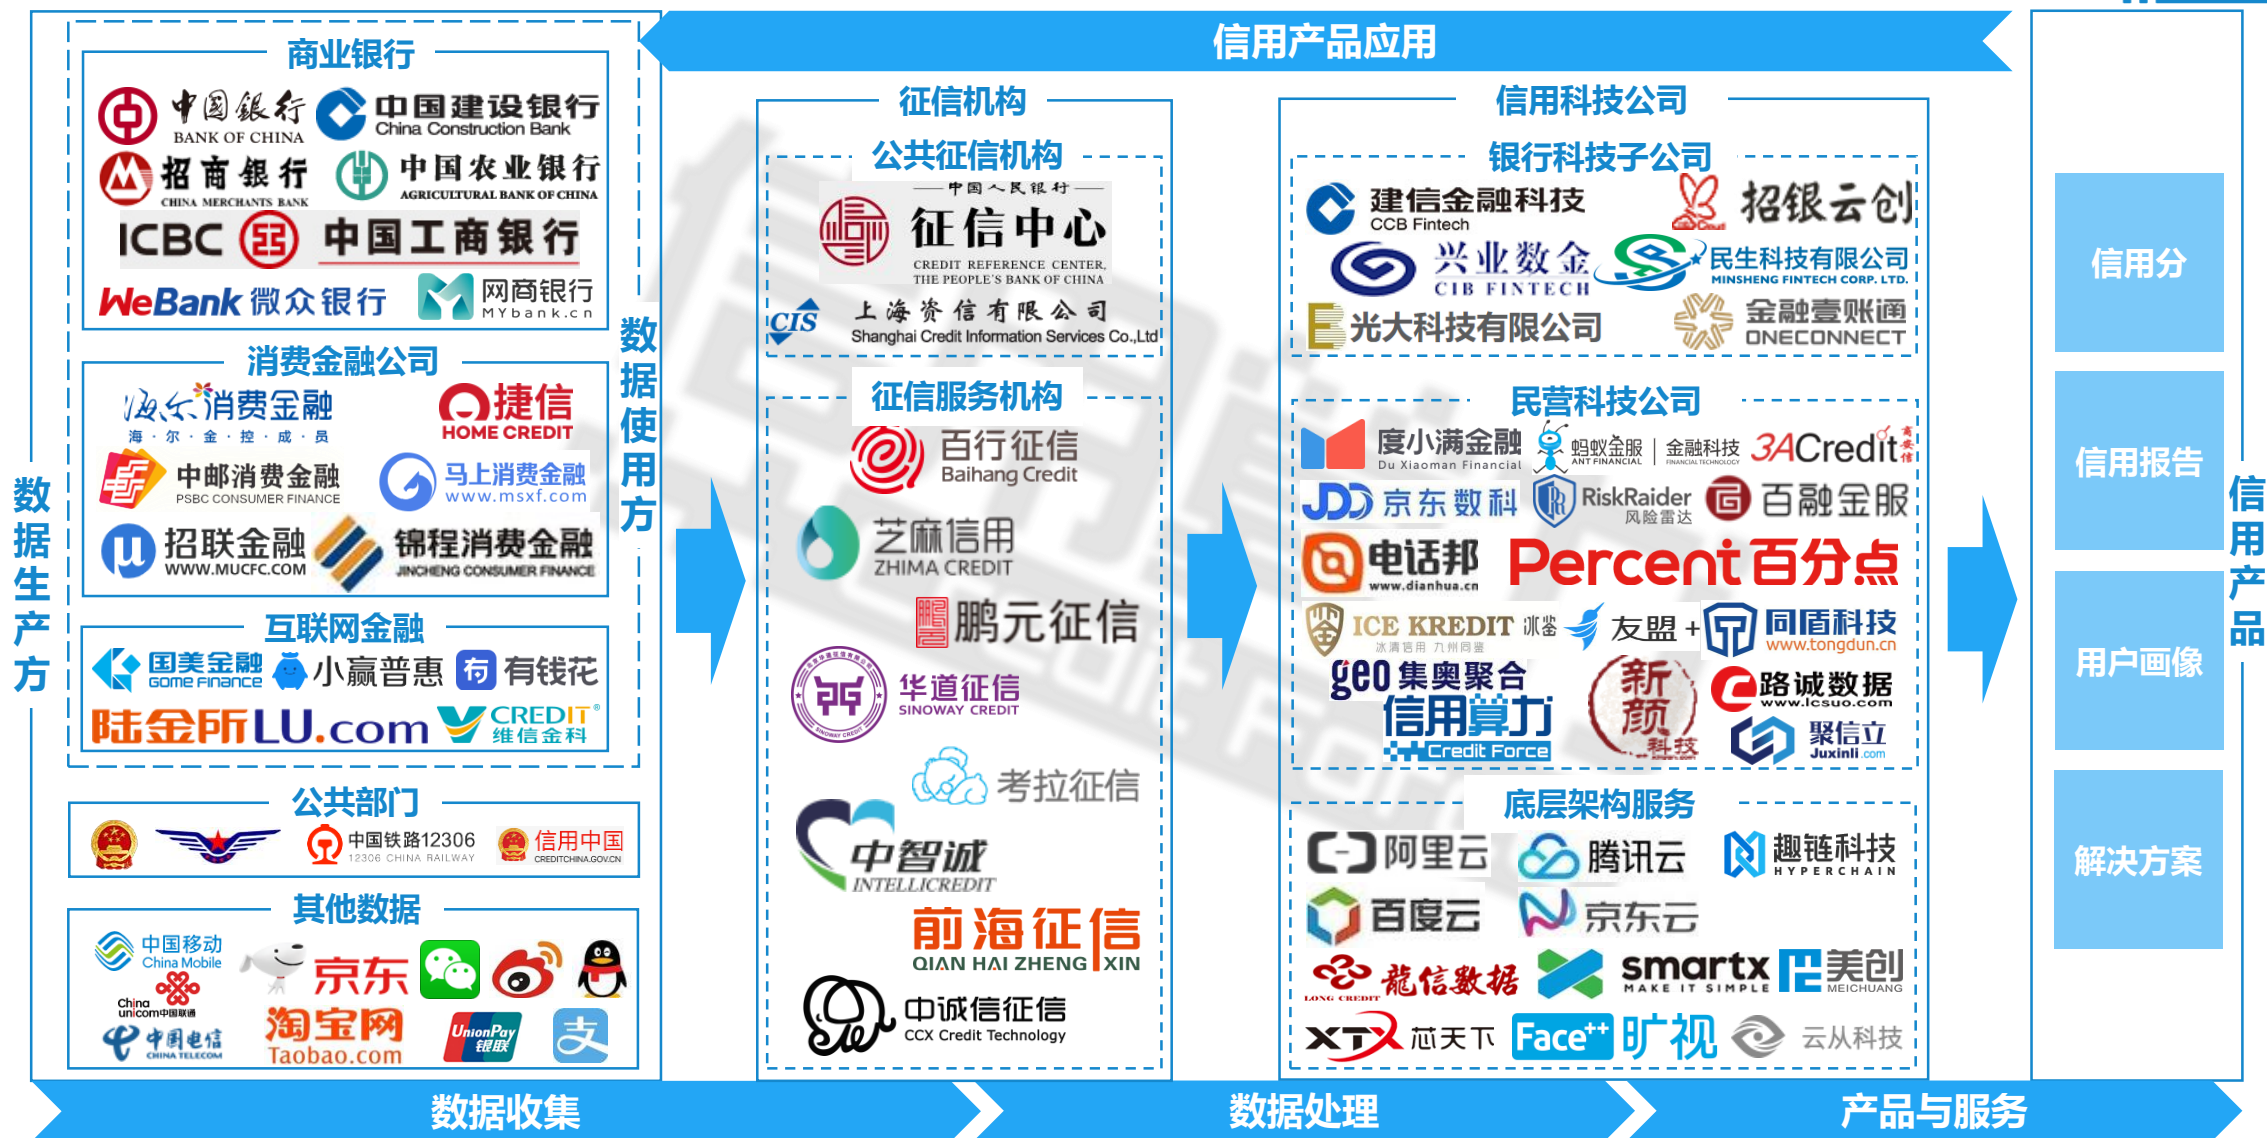 信用产品应用
数据生产方
数据使用方
商业银行
中国銀行
BANK OF CHINA
中国建设银行
China Construction Bank
招商银行
CHINA MERCHANTS BANK
中国农业银行
AGRICULTURAL BANK OF CHINA
ICBC 中国工商银行
WeBank 微众银行
网商银行
MYbank.cn
消费金融公司
海尔消费金融
海·尔·金·控·成·员
捷信
HOME CREDIT
中邮消费金融
PSBC CONSUMER FINANCE
马上消费金融
www.msxf.com
招联金融
WWW.MUCFC.COM
锦程消费金融
JINCHENG CONSUMER FINANCE
互联网金融
国美金融
GOME FINANCE
小赢普惠
有 有钱花
陆金所LU.com
CREDIT®
维信金科
公共部门
中国铁路12306
12306 CHINA RAILWAY
信用中国
CREDITCHINA.GOV.CN
其他数据
中国移动
China Mobile
China
unicom中国联通
中国电信
CHINA TELECOM
京东
淘宝网
Taobao.com
UnionPay
银联
支
征信机构
公共征信机构
中国人民银行
征信中心
CREDIT REFERENCE CENTER,
THE PEOPLE'S BANK OF CHINA
CIS
上海资信有限公司
Shanghai Credit Information Services Co.,Ltd
征信服务机构
百行征信
Baihang Credit
芝麻信用
ZHIMA CREDIT
鹏元征信
华道征信
SINOWAY CREDIT
考拉征信
中智诚
INTELLICREDIT
前海征信
QIAN HAI ZHENG XIN
中诚信征信
CCX Credit Technology
信用科技公司
银行科技子公司
建信金融科技
CCB Fintech
招银云创
兴业数金
CIB FINTECH
民生科技有限公司
MINSHENG FINTECH CORP. LTD.
光大科技有限公司
金融壹账通
ONECONNECT
民营科技公司
度小满金融
Du Xiaoman Financial
蚂蚁金服
ANT FINANCIAL
金融科技
FINANCIAL TECHNOLOGY
3ACredit
商安信
JDD 京东数科
RiskRaider
风险雷达
百融金服
电话邦
www.dianhua.cn
Percent百分点
ICE KREDIT 冰鉴
冰清信用 九州同鉴
友盟+
同盾科技
www.tongdun.cn
geo 集奥聚合
信用算力
Credit Force
新颜
科技
路诚数据
www.lcsuo.com
聚信立
Juxinli.com
底层架构服务
阿里云
腾讯云
趣链科技
HYPERCHAIN
百度云
京东云
LONG CREDIT
龍信数据
smartx
MAKE IT SIMPLE
美创
MEICHUANG
XTX 芯天下
Face++ 旷视
云从科技
信用产品
信用分
信用报告
用户画像
解决方案
数据收集
数据处理
产品与服务